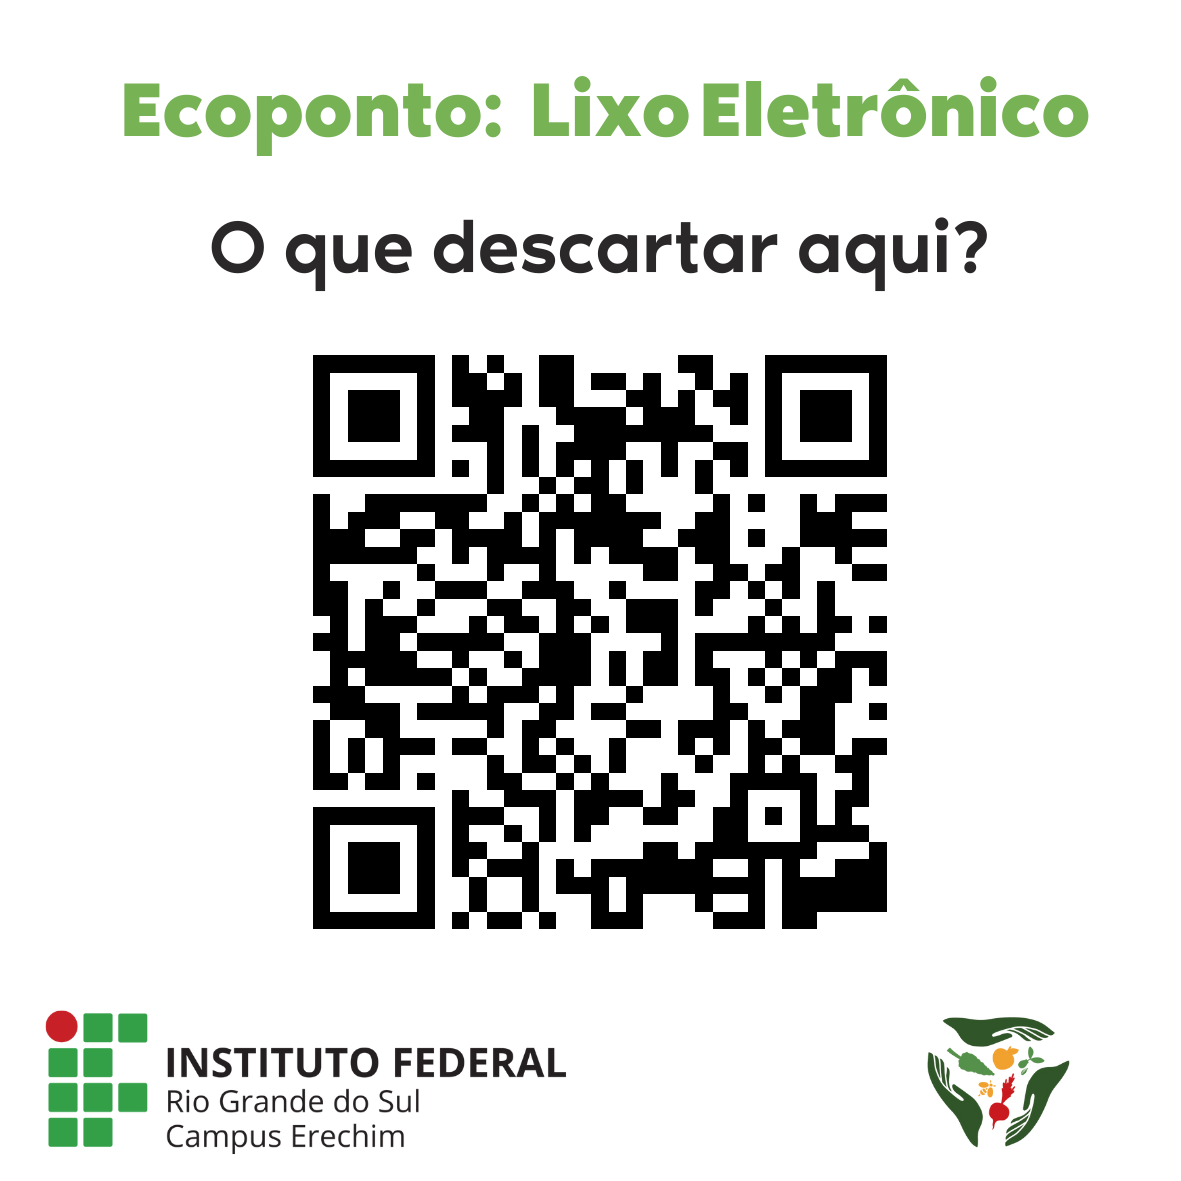 Ecoponto: Lixo Eletrônico
O que descartar aqui?
INSTITUTO FEDERAL
Rio Grande do Sul
Campus Erechim